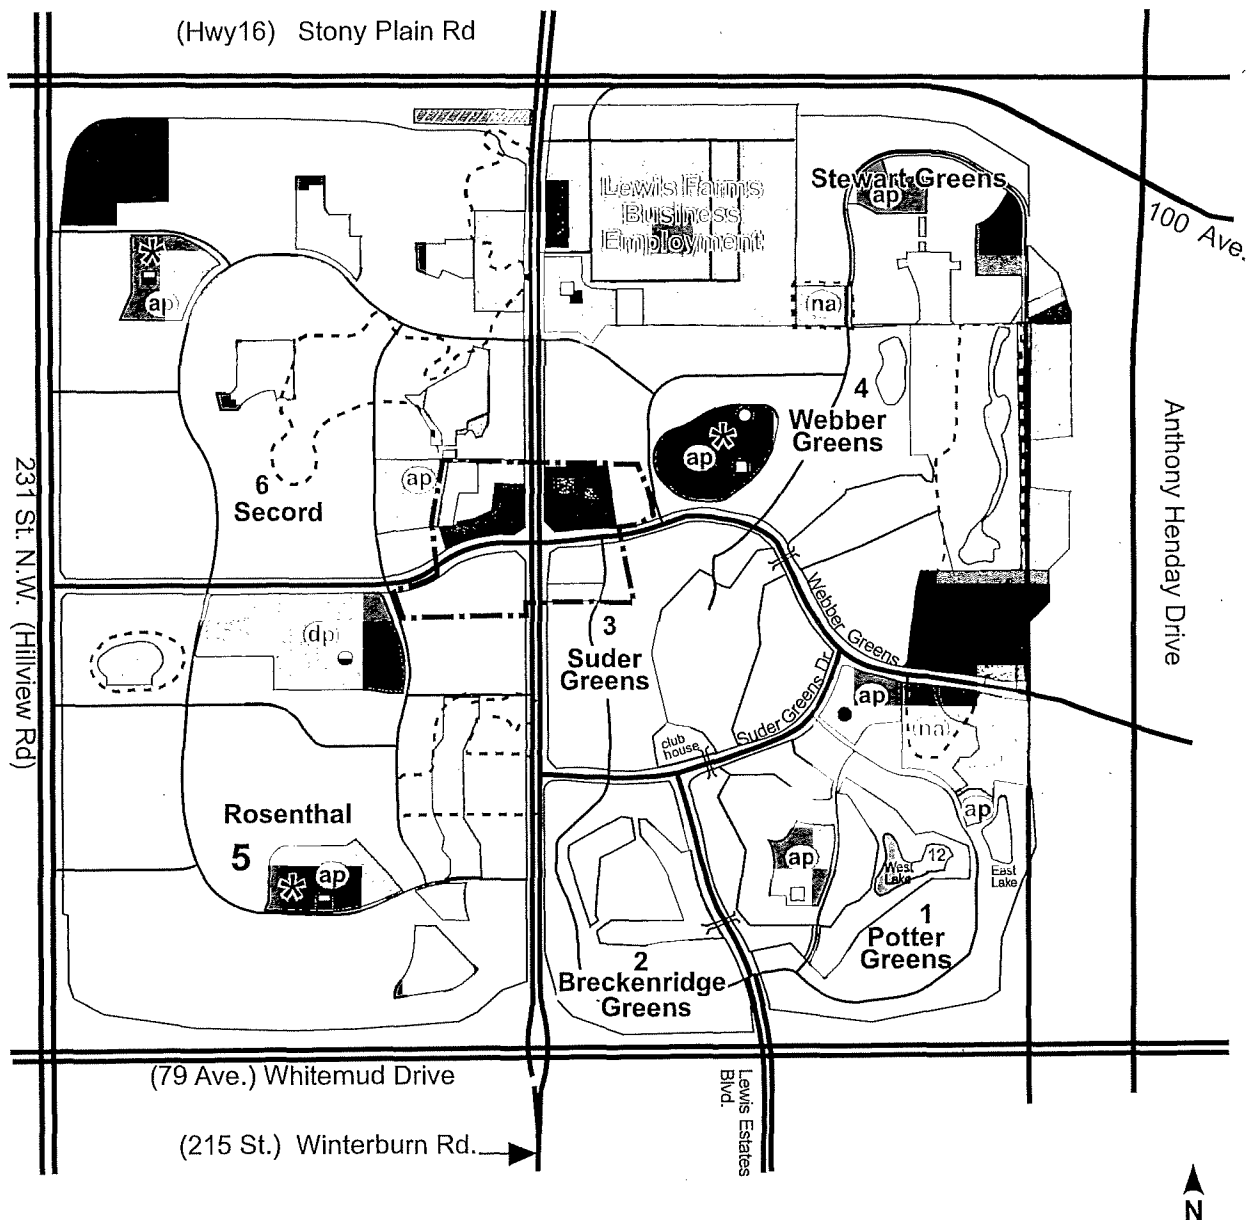 (Hwy16) Stony Plain Rd
100 Ave.
Stewart Greens
ap
Lewis Farms
Business
Employment
ap
(na)
4
Webber
Greens
ap
ap
6
Secord
Anthony Henday Drive
231 St. N.W. (Hillview Rd)
(dp)
3
Suder
Greens
Webber Greens
Suder Greens Dr.
ap
(na)
club
house
ap
Rosenthal
5
ap
ap
West
Lake
12
East
Lake
1
Potter
Greens
2
Breckenridge
Greens
(79 Ave.) Whitemud Drive
Lewis Estates
Blvd.
(215 St.) Winterburn Rd.
N